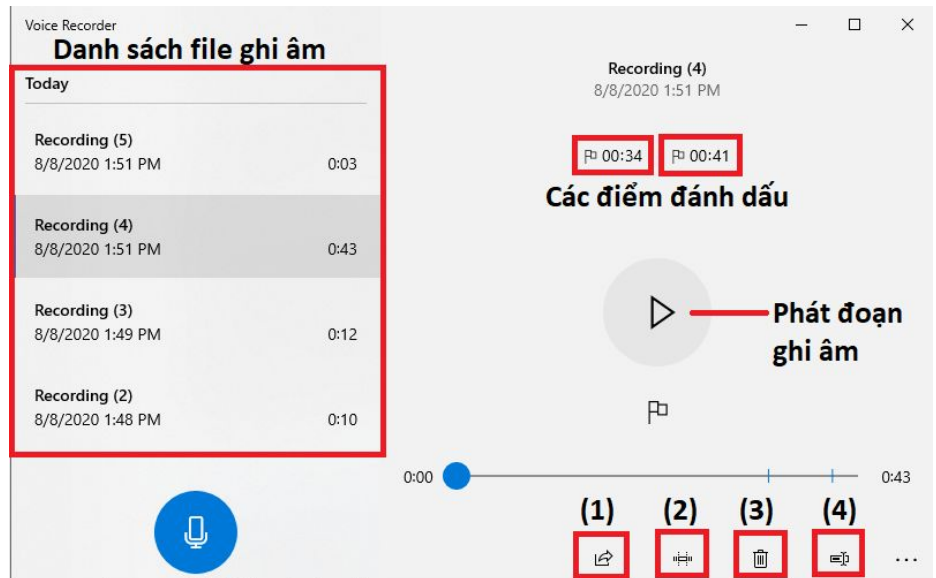 Voice Recorder
Danh sách file ghi âm
Today
Recording (5)
8/8/2020 1:51 PM 0:03
Recording (4)
8/8/2020 1:51 PM 0:43
Recording (3)
8/8/2020 1:49 PM 0:12
Recording (2)
8/8/2020 1:48 PM 0:10
Recording (4)
8/8/2020 1:51 PM
00:34 00:41
Các điểm đánh dấu
Phát đoạn
ghi âm
0:00 0:43
(1) (2) (3) (4)